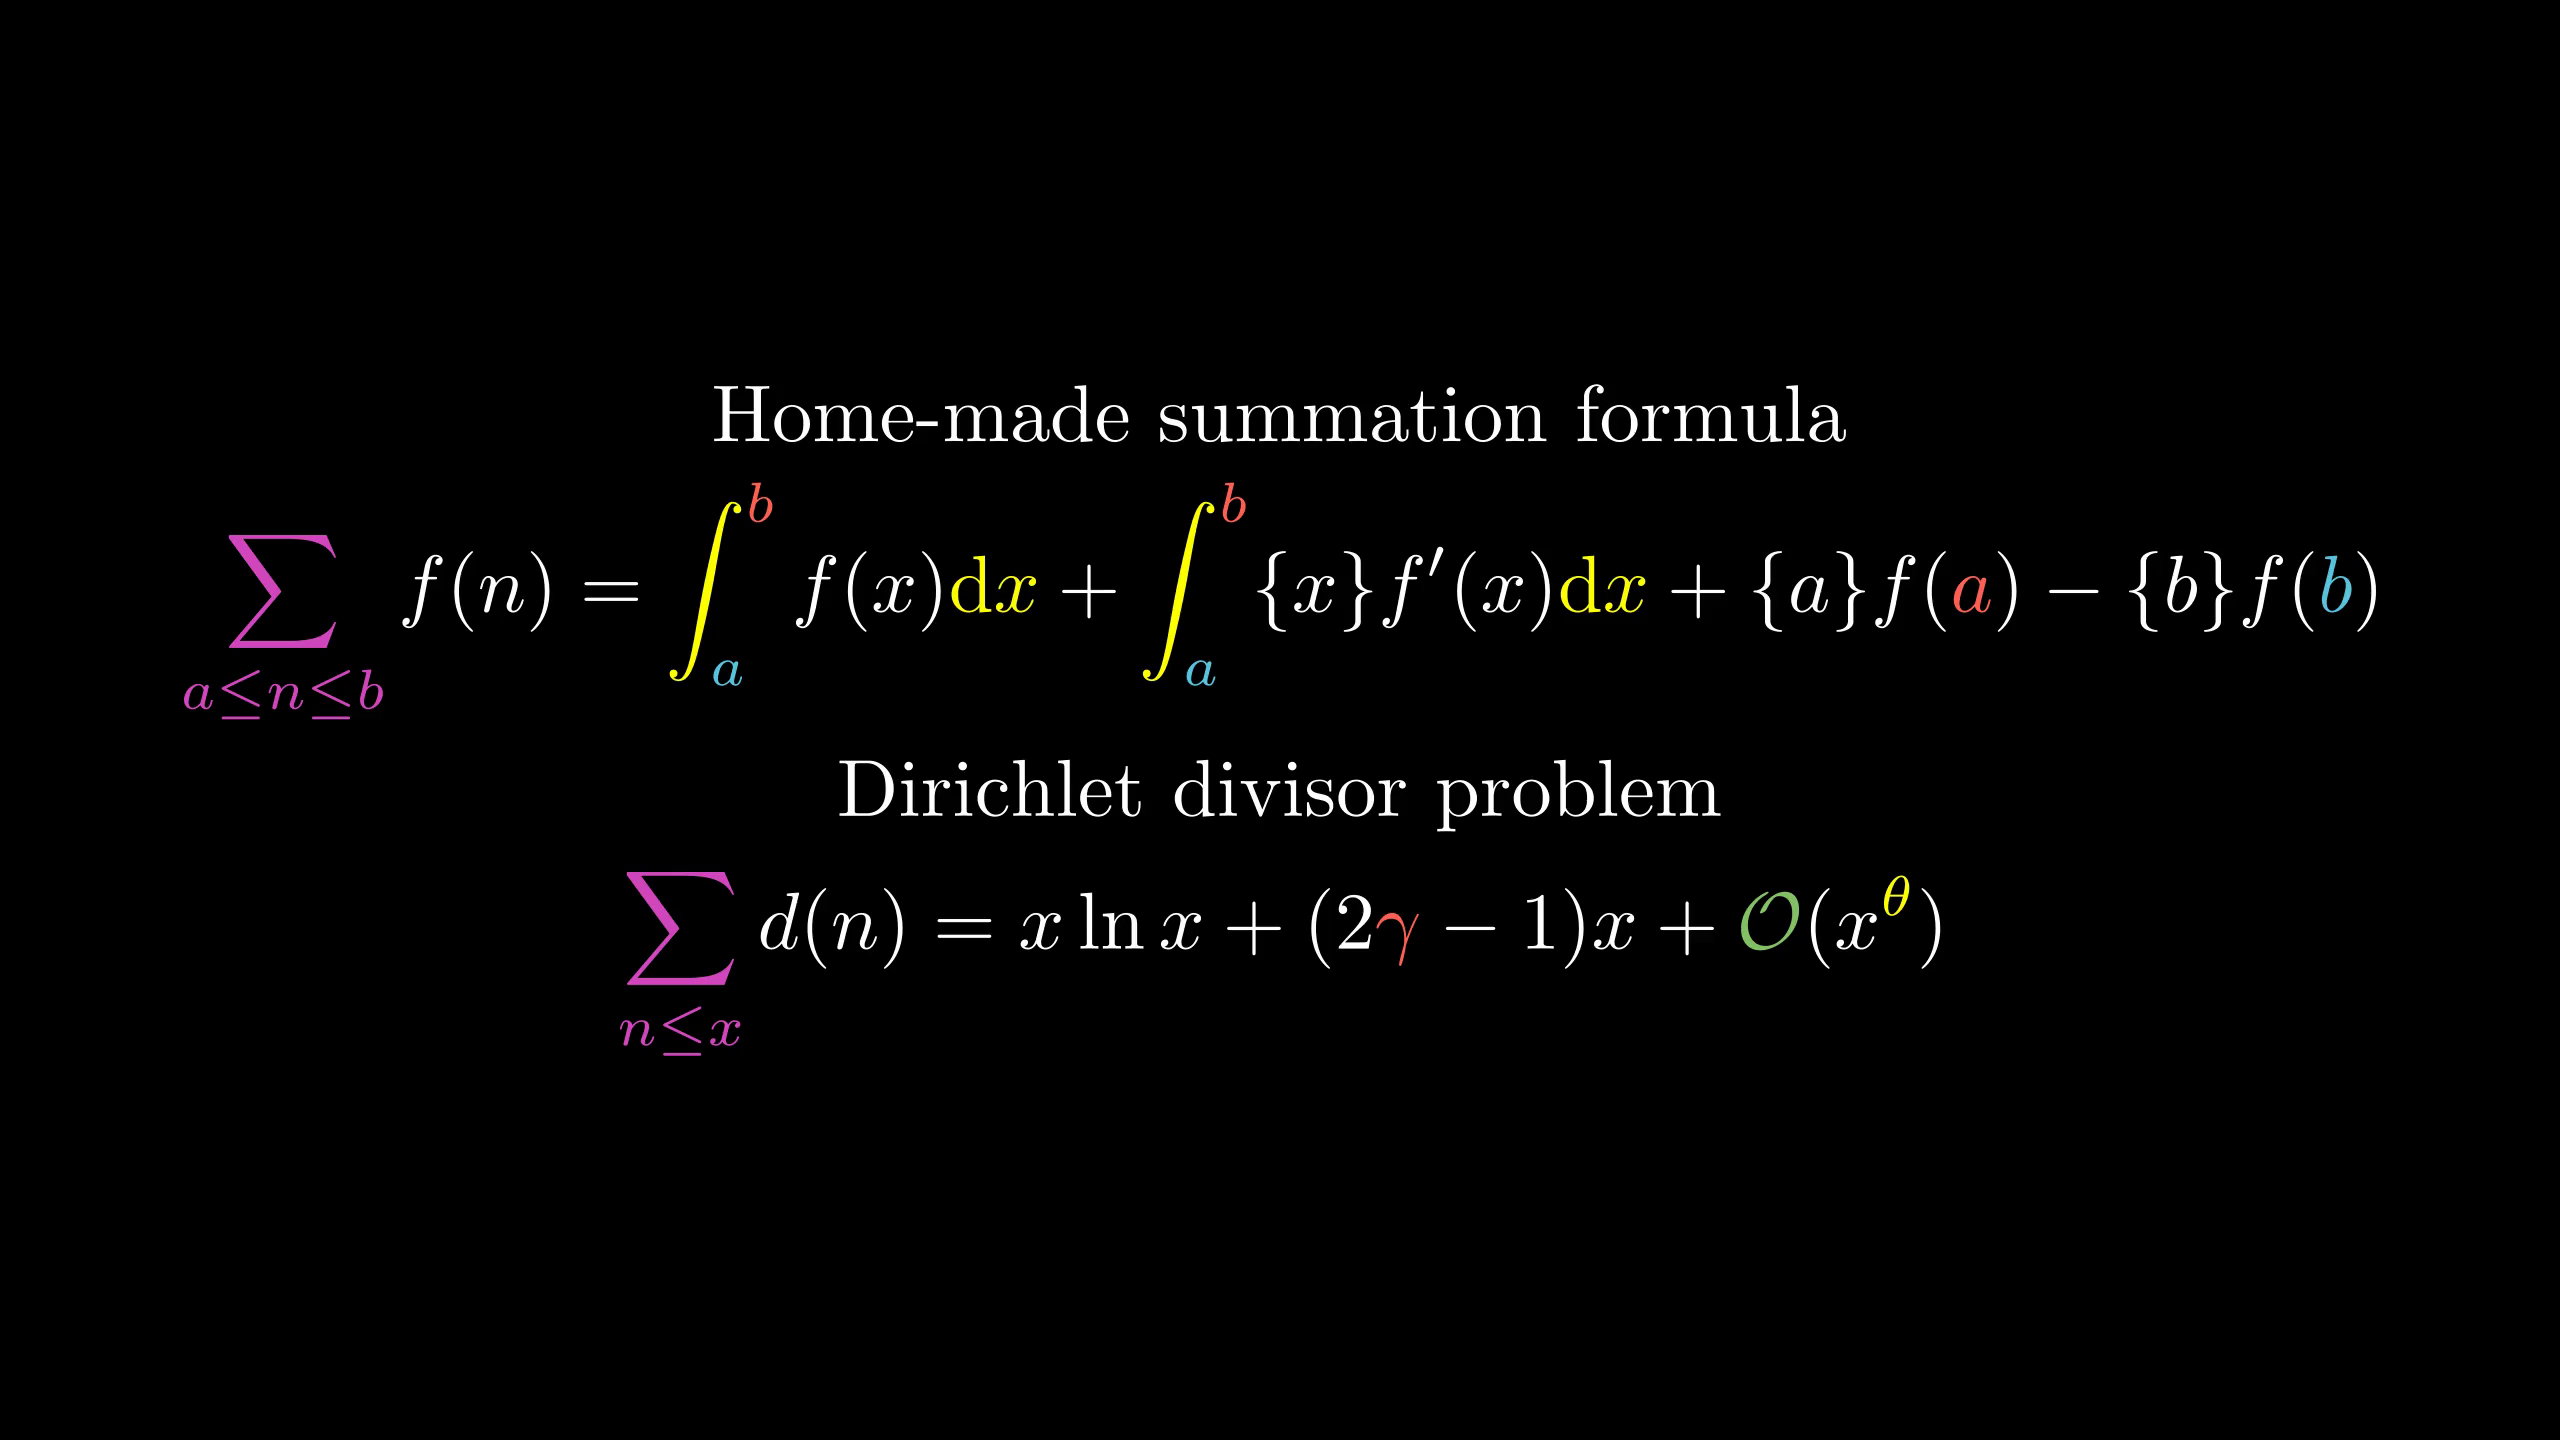 Home-made summation formula
∑_{a≤n≤b} f(n) = ∫_a^b f(x)dx + ∫_a^b {x}f′(x)dx + {a}f(a) − {b}f(b)
Dirichlet divisor problem
∑_{n≤x} d(n) = x ln x + (2γ − 1)x + 𝒪(x^θ)